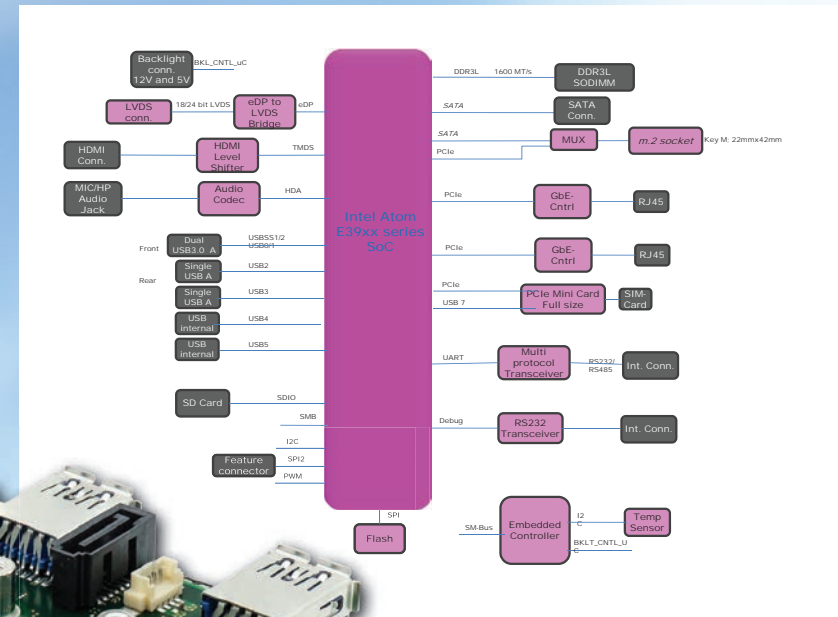 Backlight
conn.
12V and 5V
BKL_CNTL_uC
LVDS
conn.
18/24 bit LVDS
eDP to
LVDS
Bridge
eDP
HDMI
Conn.
HDMI
Level
Shifter
TMDS
MIC/HP
Audio
Jack
Audio
Codec
HDA
Front
Dual
USB3.0 A
USBSS1/2
USB0/1
Rear
Single
USB A
USB2
Single
USB A
USB3
USB
internal
USB4
USB
internal
USB5
SD Card
SDIO
SMB
I2C
Feature
connector
SPI2
PWM
Intel Atom
E39xx series
SoC
SPI
Flash
DDR3L 1600 MT/s
DDR3L
SODIMM
SATA
SATA
Conn.
SATA
PCIe
MUX
m.2 socket
Key M: 22mmx42mm
PCIe
GbE-
Cntrl
RJ45
PCIe
GbE-
Cntrl
RJ45
PCIe
USB 7
PCIe Mini Card
Full size
SIM-
Card
UART
Multi
protocol
Transceiver
RS232/
RS485
Int. Conn.
Debug
RS232
Transceiver
Int. Conn.
SM-Bus
Embedded
Controller
I2
C
Temp
Sensor
BKLT_CNTL_U
C